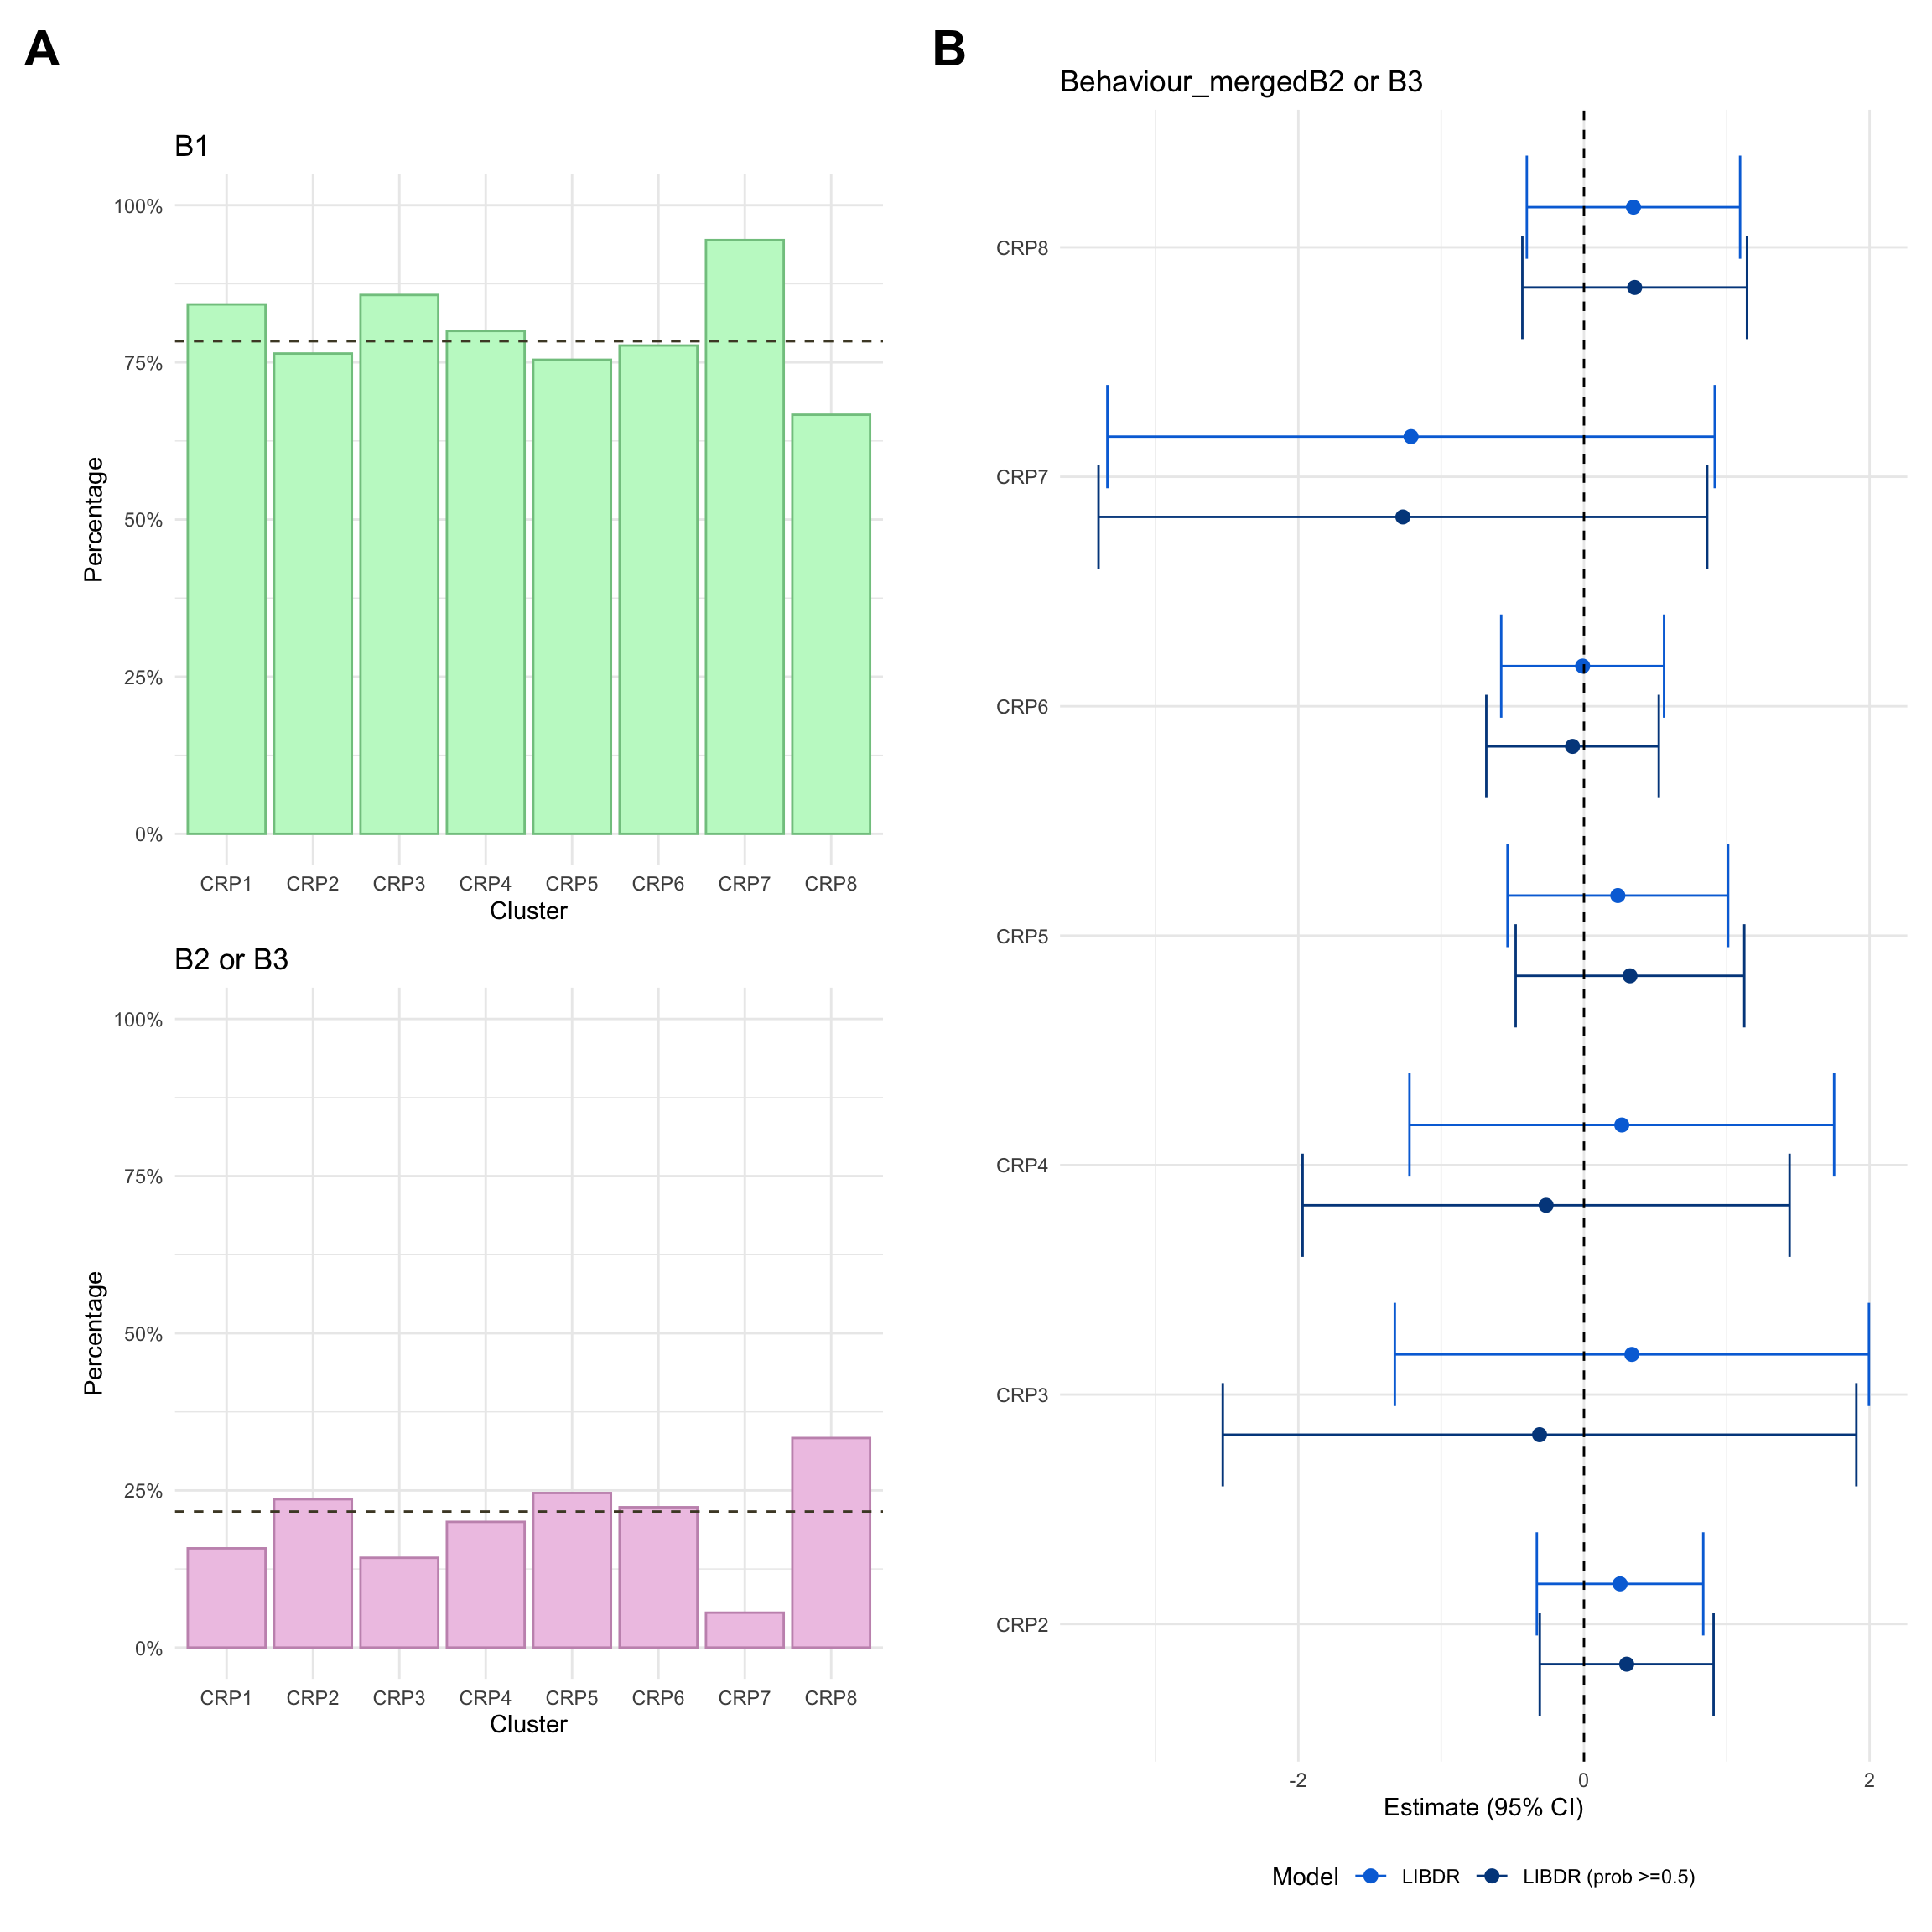 A
B1
100%
75%
50%
25%
0%
Percentage
CRP1 CRP2 CRP3 CRP4 CRP5 CRP6 CRP7 CRP8
Cluster
B2 or B3
100%
75%
50%
25%
0%
Percentage
CRP1 CRP2 CRP3 CRP4 CRP5 CRP6 CRP7 CRP8
Cluster
B
Behaviour_mergedB2 or B3
CRP8
CRP7
CRP6
CRP5
CRP4
CRP3
CRP2
-2 0 2
Estimate (95% CI)
Model LIBDR LIBDR (prob >=0.5)